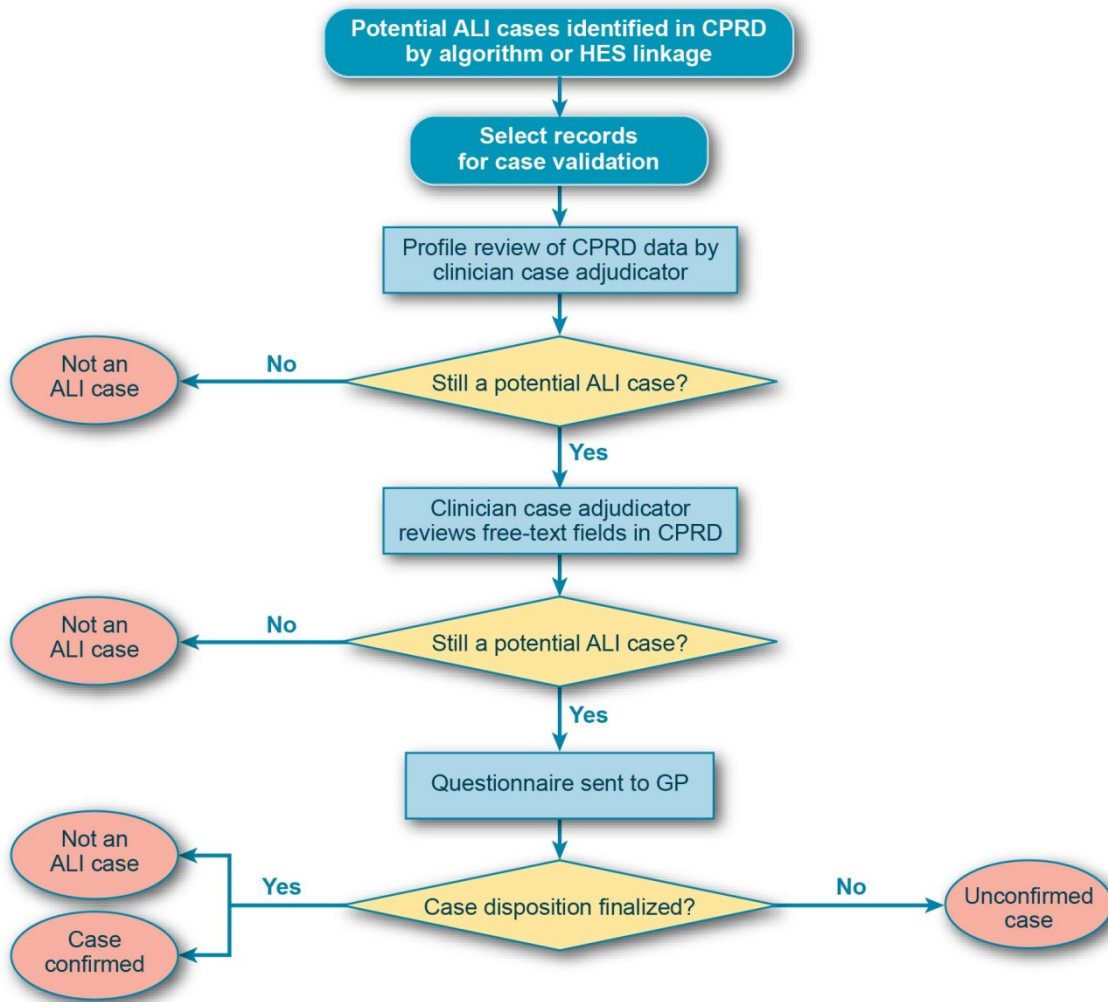 Potential ALI cases identified in CPRD
by algorithm or HES linkage
Select records
for case validation
Profile review of CPRD data by
clinician case adjudicator
Not an
ALI case
No
Still a potential ALI case?
Yes
Clinician case adjudicator
reviews free-text fields in CPRD
Not an
ALI case
No
Still a potential ALI case?
Yes
Questionnaire sent to GP
Not an
ALI case
Yes
Case disposition finalized?
No
Unconfirmed
case
Case
confirmed